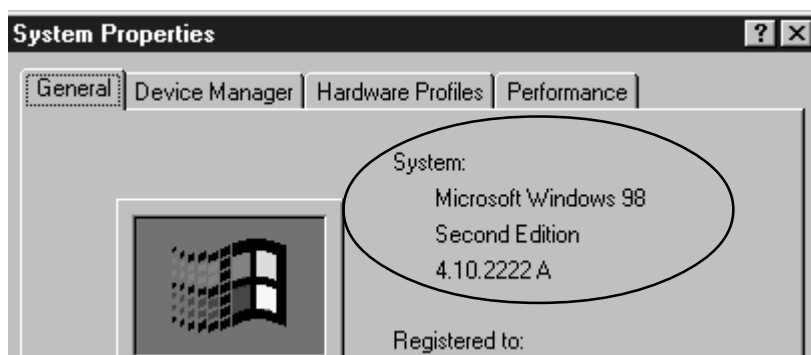 System Properties
General Device Manager Hardware Profiles Performance
System:
Microsoft Windows 98
Second Edition
4.10.2222 A
Registered to: